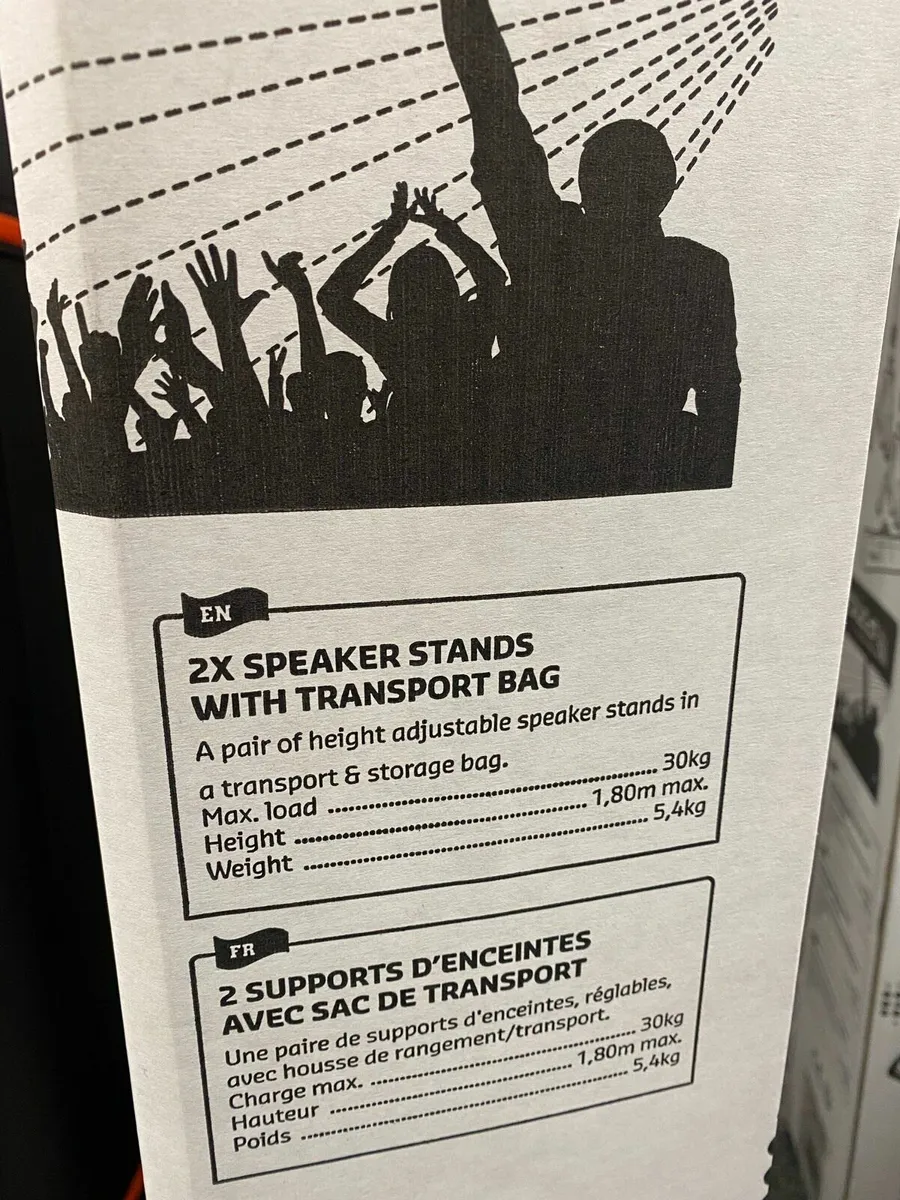 EN
2X SPEAKER STANDS
WITH TRANSPORT BAG
A pair of height adjustable speaker stands in
a transport & storage bag.
Max. load ........................ 30kg
Height ........................ 1,80m max.
Weight ........................ 5,4kg
FR
2 SUPPORTS D'ENCEINTES
AVEC SAC DE TRANSPORT
Une paire de supports d'enceintes, réglables,
avec housse de rangement/transport.
Charge max. ........................ 30kg
Hauteur ........................ 1,80m max.
Poids ........................ 5,4kg